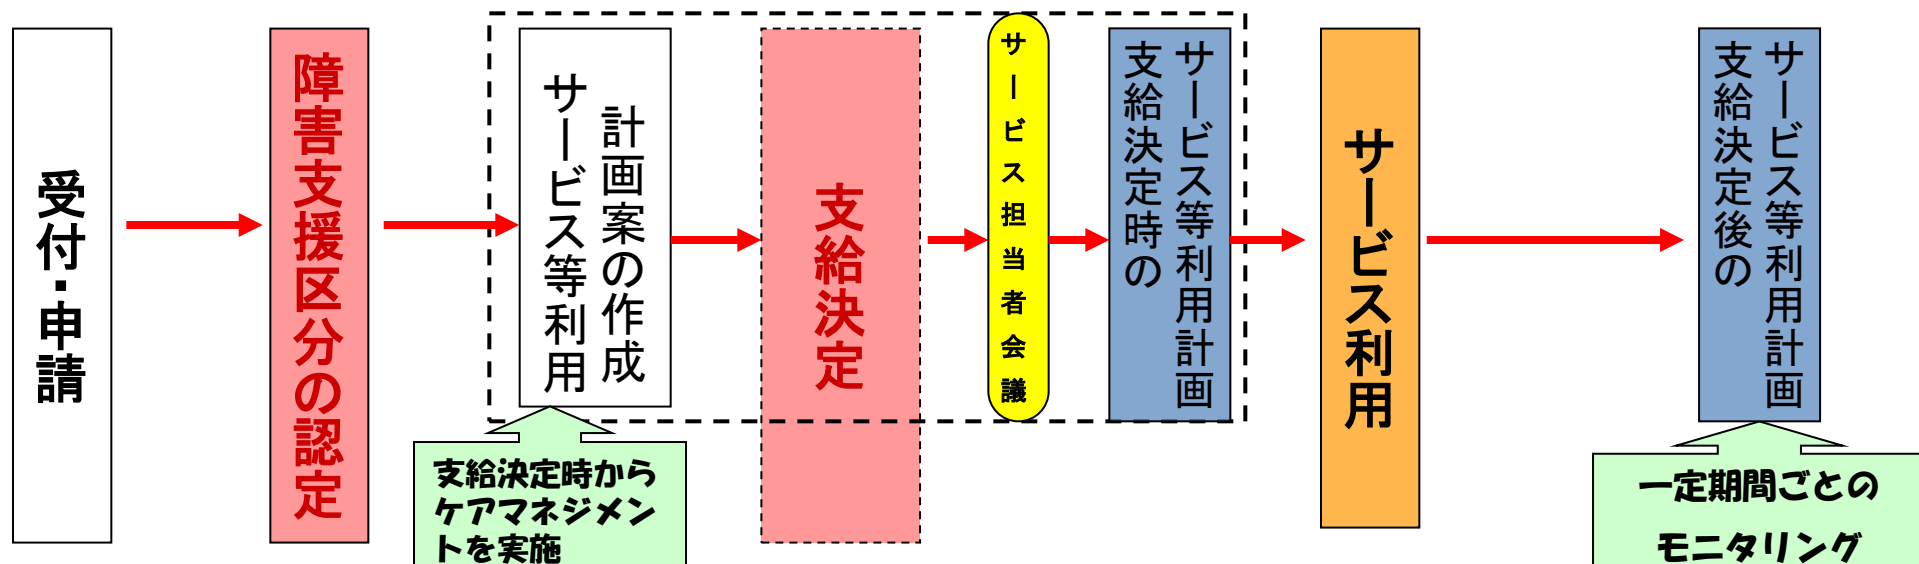 受付・申請
障害支援区分の認定
サービス等利用
計画案の作成
支給決定
サービス担当者会議
支給決定時の
サービス等利用計画
サービス利用
支給決定後の
サービス等利用計画
支給決定時から
ケアマネジメン
トを実施
一定期間ごとの
モニタリング